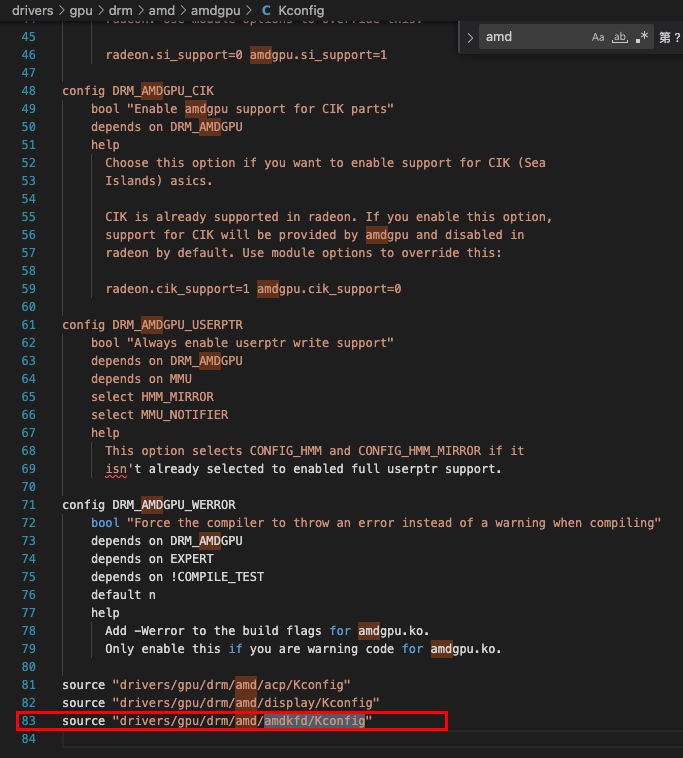 drivers > gpu > drm > amd > amdgpu > C Kconfig
amd Aa ab .* 第 ?
45
46 radeon.si_support=0 amdgpu.si_support=1
47
48 config DRM_AMDGPU_CIK
49 bool "Enable amdgpu support for CIK parts"
50 depends on DRM_AMDGPU
51 help
52 Choose this option if you want to enable support for CIK (Sea
53 Islands) asics.
54
55 CIK is already supported in radeon. If you enable this option,
56 support for CIK will be provided by amdgpu and disabled in
57 radeon by default. Use module options to override this:
58
59 radeon.cik_support=1 amdgpu.cik_support=0
60
61 config DRM_AMDGPU_USERPTR
62 bool "Always enable userptr write support"
63 depends on DRM_AMDGPU
64 depends on MMU
65 select HMM_MIRROR
66 select MMU_NOTIFIER
67 help
68 This option selects CONFIG_HMM and CONFIG_HMM_MIRROR if it
69 isn't already selected to enabled full userptr support.
70
71 config DRM_AMDGPU_WERROR
72 bool "Force the compiler to throw an error instead of a warning when compiling"
73 depends on DRM_AMDGPU
74 depends on EXPERT
75 depends on !COMPILE_TEST
76 default n
77 help
78 Add -Werror to the build flags for amdgpu.ko.
79 Only enable this if you are warning code for amdgpu.ko.
80
81 source "drivers/gpu/drm/amd/acp/Kconfig"
82 source "drivers/gpu/drm/amd/display/Kconfig"
83 source "drivers/gpu/drm/amd/amdkfd/Kconfig"
84